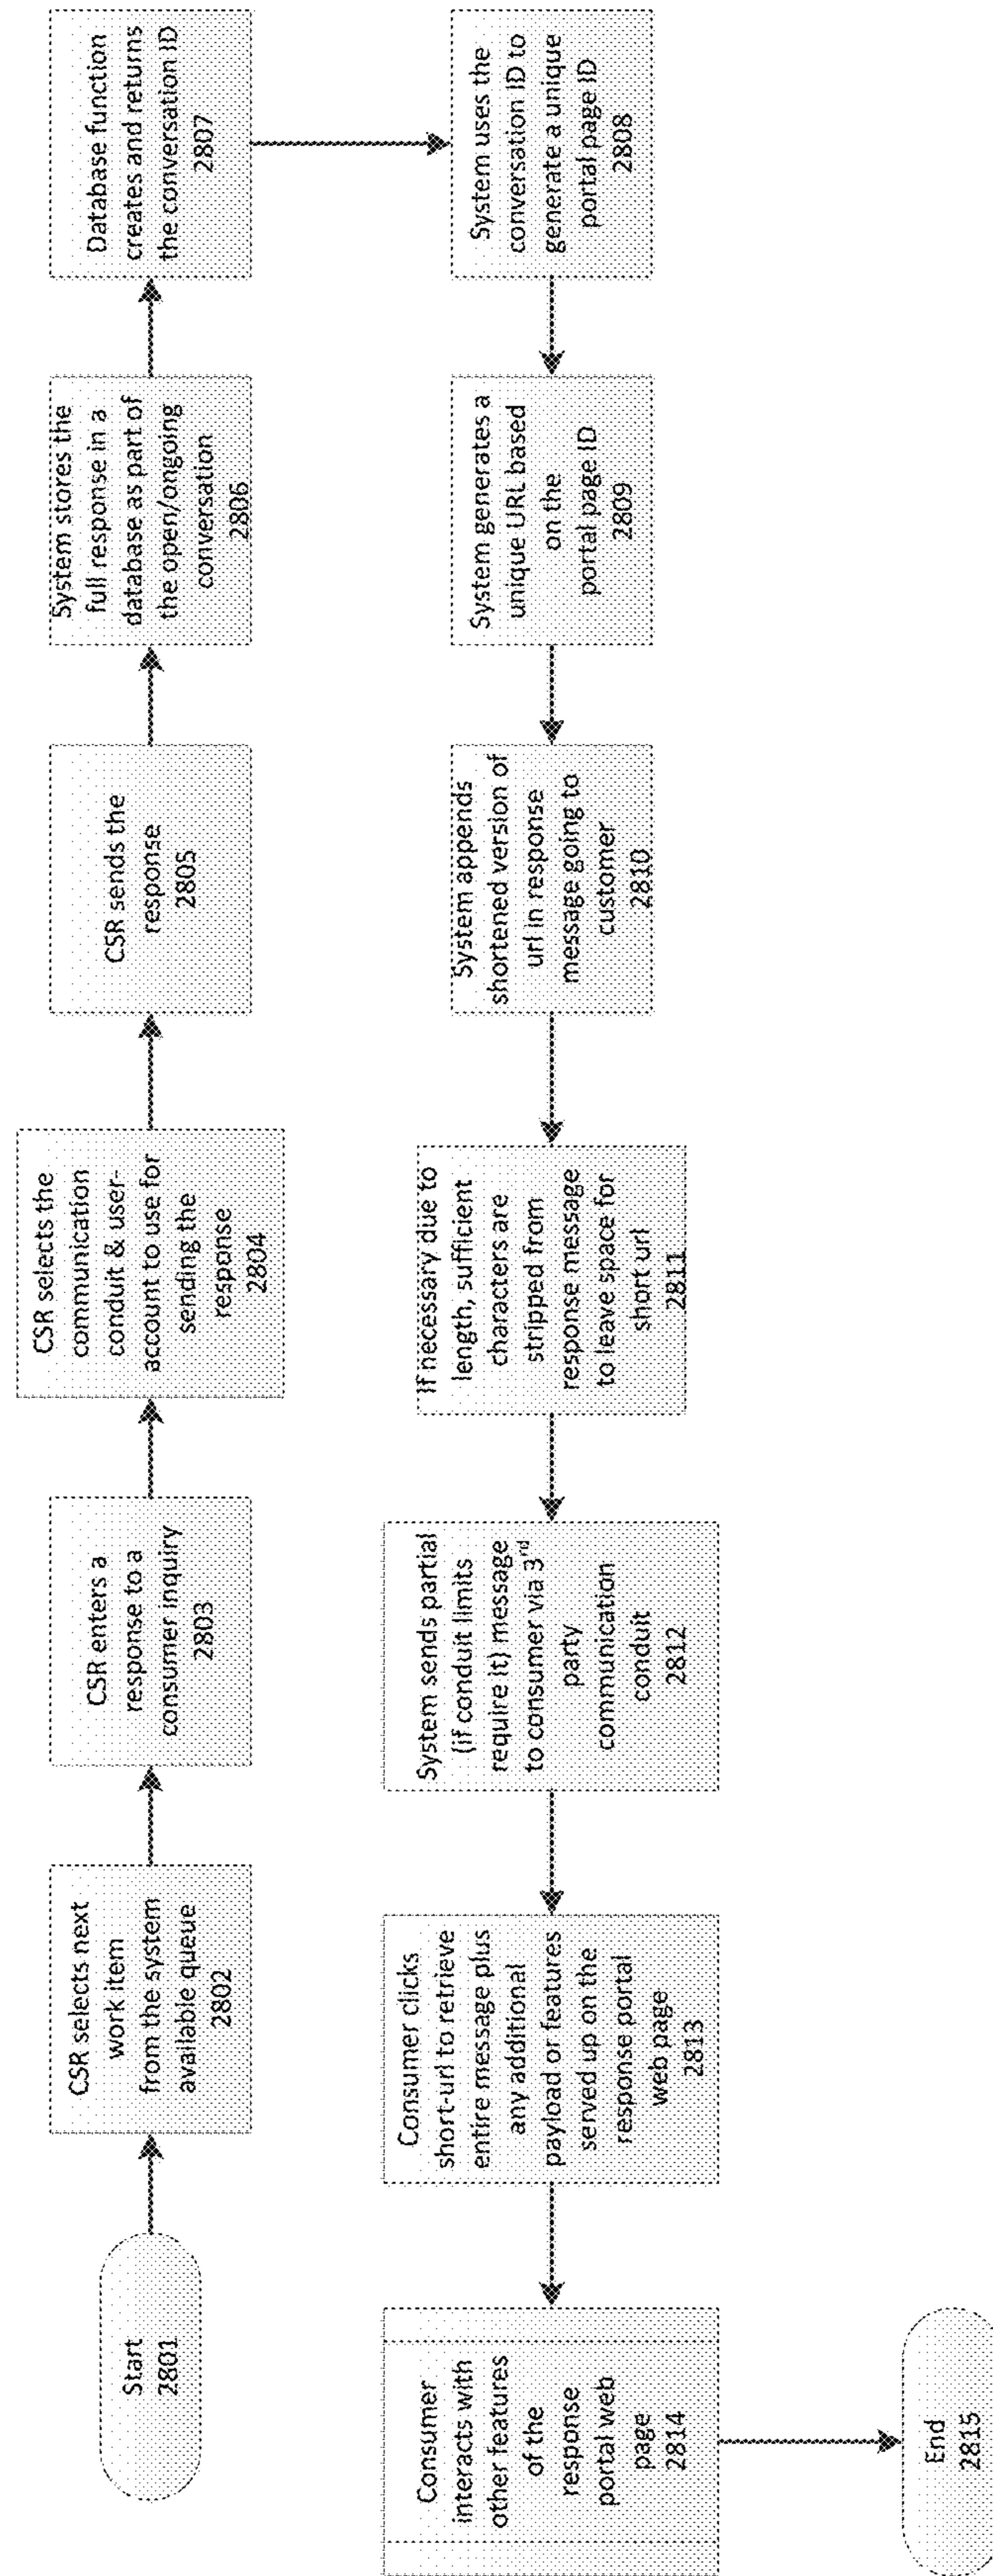 Start
2801
CSR selects next
work item
from the system
available queue
2802
CSR enters a
response to a
consumer inquiry
2803
CSR selects the
communication
conduit & user-
account to use for
sending the
response
2804
CSR sends the
response
2805
System stores the
full response in a
database as part of
the open/ongoing
conversation
2806
Database function
creates and returns
the conversation ID
2807
System uses the
conversation ID to
generate a unique
portal page ID
2808
System generates a
unique URL based
on the
portal page ID
2809
System appends
shortened version of
url in response
message going to
customer
2810
If necessary due to
length, sufficient
characters are
stripped from
response message
to leave space for
short url
2811
System sends partial
(if conduit limits
require it) message
to consumer via 3rd
party
communication
conduit
2812
Consumer clicks
short-url to retrieve
entire message plus
any additional
payload or features
served up on the
response portal
web page
2813
Consumer
interacts with
other features
of the
response
portal web
page
2814
End
2815